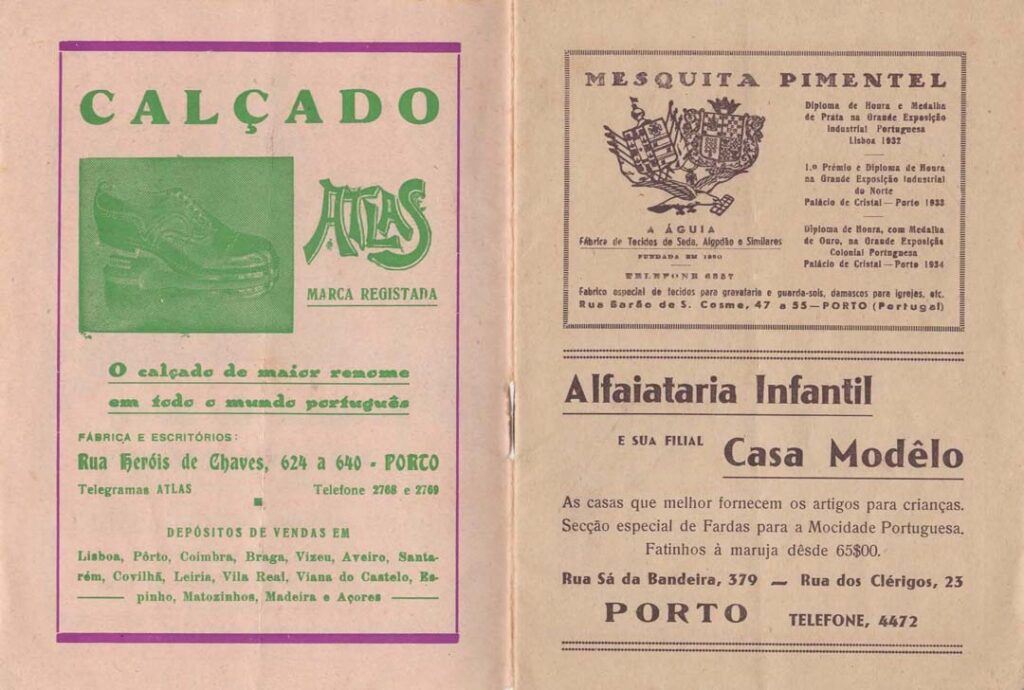 CALÇADO
ATLAS
MARCA REGISTADA
O calçado de maior renome
em todo o mundo português
FÁBRICA E ESCRITÓRIOS:
Rua Heróis de Chaves, 624 a 640 - PORTO
Telegramas ATLAS Telefone 2768 e 2769
DEPÓSITOS DE VENDAS EM
Lisboa, Pôrto, Coímbra, Braga, Vizeu, Aveiro, Santa-
rém, Covilhã, Leiría, Vila Real, Viana do Castelo, Es-
pinho, Matozinhos, Madeira e Açores
MESQUITA PIMENTEL
Diploma de Honra e Medalha
de Prata na Grande Exposição
Industrial Portuguesa
Lisboa 1932
1.º Prémio e Diploma de Honra
na Grande Exposição Industrial
do Norte
Palácio de Cristal — Porto 1933
Diploma de Honra, com Medalha
de Ouro, na Grande Exposição
Colonial Portuguesa
Palácio de Cristal — Porto 1934
A ÁGUIA
Fábrica de Tecidos de Seda, Algodão e Similares
FUNDADA EM
TELEFONE 6557
Fabrico especial de tecidos para gravataria e guarda-sois, damascos para igrejas, etc.
Rua Barão de S. Cosme, 47 a 55 — PORTO (Portugal)
Alfaiataria Infantil
E SUA FILIAL
Casa Modêlo
As casas que melhor fornecem os artigos para crianças.
Secção especial de Fardas para a Mocidade Portuguesa.
Fatinhos à maruja dêsde 65$00.
Rua Sá da Bandeira, 379 — Rua dos Clérigos, 23
PORTO TELEFONE, 4472